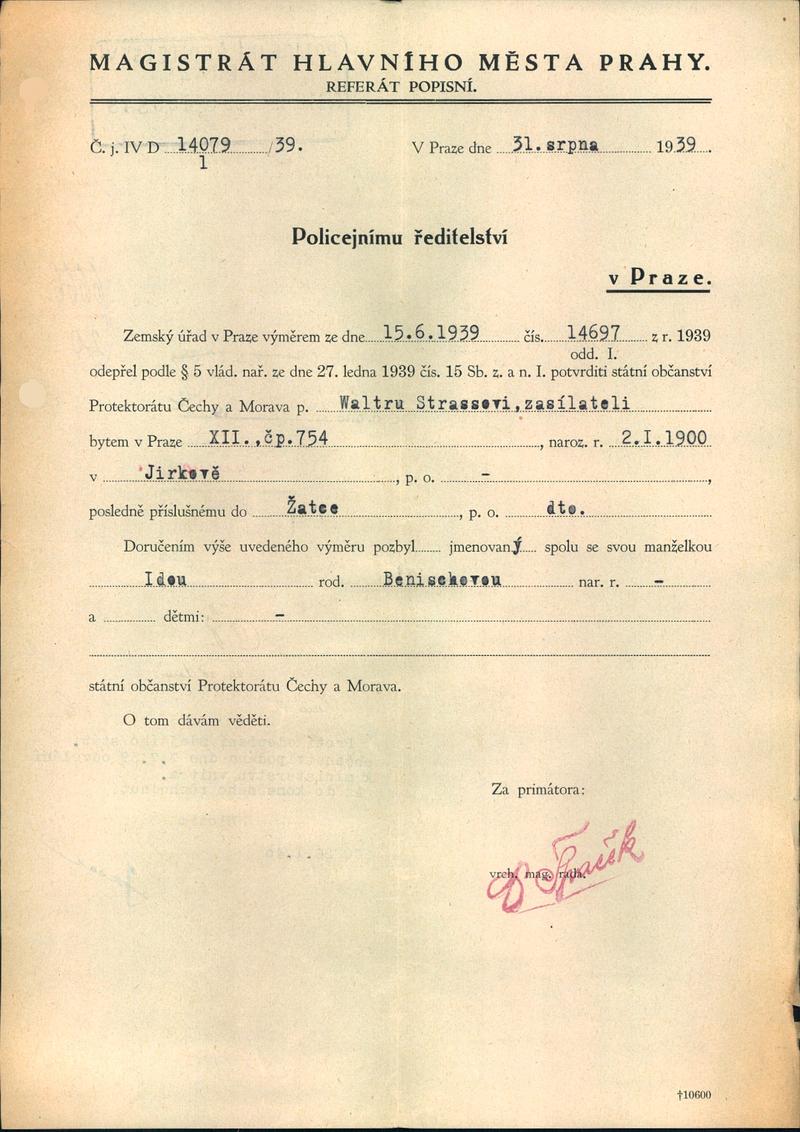 MAGISTRÁT HLAVNÍHO MĚSTA PRAHY.
REFERÁT POPISNÍ.
Č. j. IV D 14079 /39. V Praze dne 31. srpna 1939.
1
Policejnímu ředitelství
v Praze.
Zemský úřad v Praze výměrem ze dne 15.6.1939 čís. 14697 z r. 1939
odd. I.
odepřel podle § 5 vlád. nař. ze dne 27. ledna 1939 čís. 15 Sb. z. a n. I. potvrditi státní občanství
Protektorátu Čechy a Morava p. Waltru Strassovi,zasílateli
bytem v Praze XII.,čp.754, naroz. r. 2.I.1900
v Jirkově, p. o. -,
posledně příslušnému do Žatce, p. o. dto.
Doručením výše uvedeného výměru pozbyl jmenovaný spolu se svou manželkou
Idou rod. Benischovou nar. r. -
a dětmi: -
státní občanství Protektorátu Čechy a Morava.
O tom dávám věděti.
Za primátora:
vrch. mag. rada.
†10600